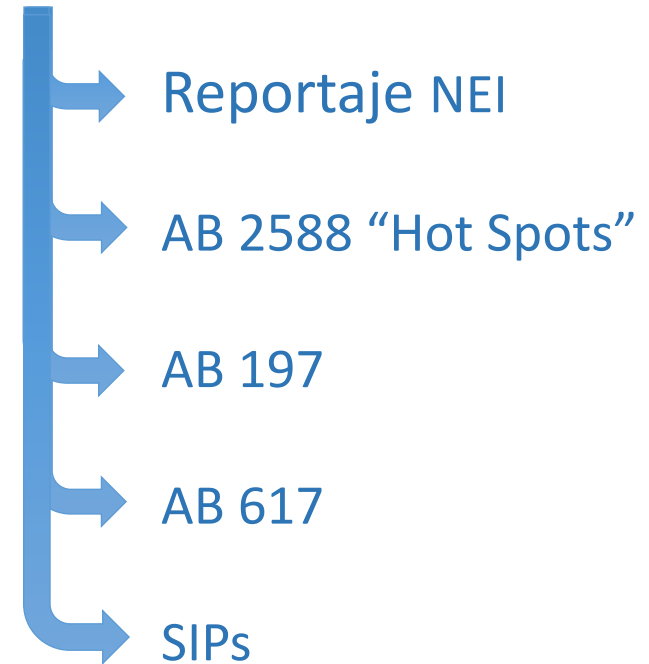 Reportaje NEI
AB 2588 “Hot Spots”
AB 197
AB 617
SIPs